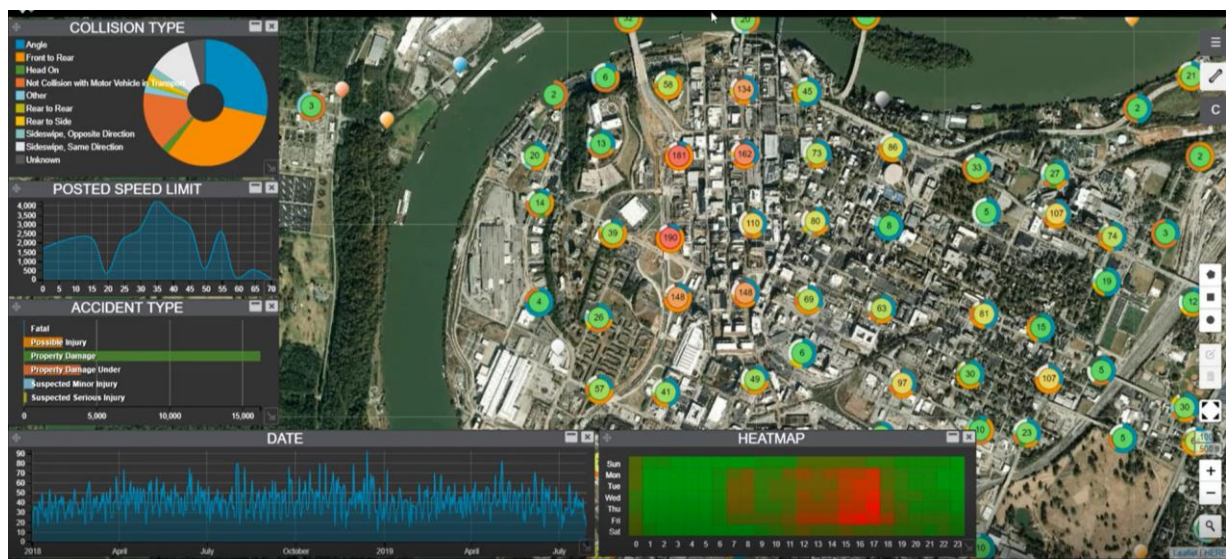 COLLISION TYPE
Angle
Front to Rear
Head On
Not Collision with Motor Vehicle in Transport
Other
Rear to Rear
Rear to Side
Sideswipe, Opposite Direction
Sideswipe, Same Direction
Unknown
POSTED SPEED LIMIT
4,000
3,500
3,000
2,500
2,000
1,500
1,000
500
0
0 5 10 15 20 25 30 35 40 45 50 55 60 65 70
ACCIDENT TYPE
Fatal
Possible Injury
Property Damage
Property Damage Under
Suspected Minor Injury
Suspected Serious Injury
0 5,000 10,000 15,000
DATE
90
80
70
60
50
40
30
20
10
0
2018 April July October 2019 April July
HEATMAP
Sun
Mon
Tue
Wed
Thu
Fri
Sat
0 1 2 3 4 5 6 7 8 9 10 11 12 13 14 15 16 17 18 19 20 21 22 23
20
6 58 134 45 21
3 2 2
13 181 162 73 86 2
20 33 27
14 5 107
39 190 110 80 8 74 3
19
4 148 148 69 63 81 12
26 15
6
57 41 49 97 30 107 5
30
10 23 5
10
C
+
−
Leaflet